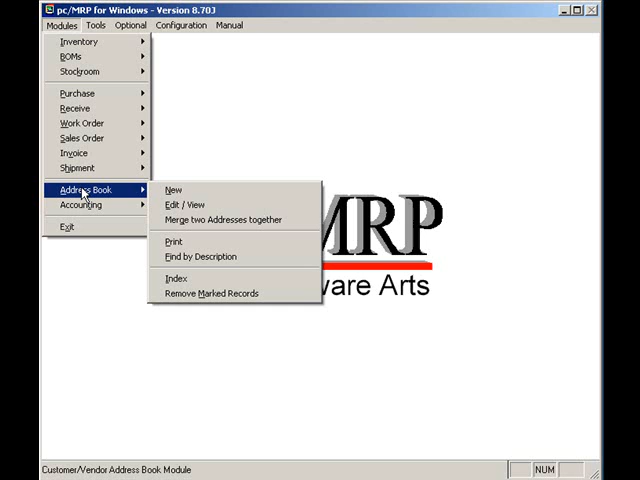 pc/MRP for Windows - Version 8.70J
Modules Tools Optional Configuration Manual
Inventory
BOMs
Stockroom
Purchase
Receive
Work Order
Sales Order
Invoice
Shipment
Address Book
Accounting
Exit
New
Edit / View
Merge two Addresses together
Print
Find by Description
Index
Remove Marked Records
MRP
ware Arts
Customer/Vendor Address Book Module
NUM